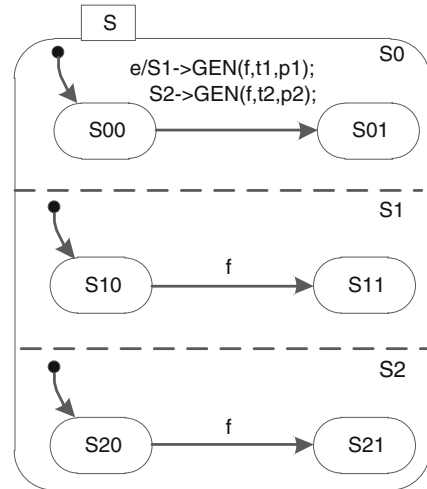 S
S0
e/S1->GEN(f,t1,p1);
S2->GEN(f,t2,p2);
S00
S01
S1
f
S10
S11
S2
f
S20
S21